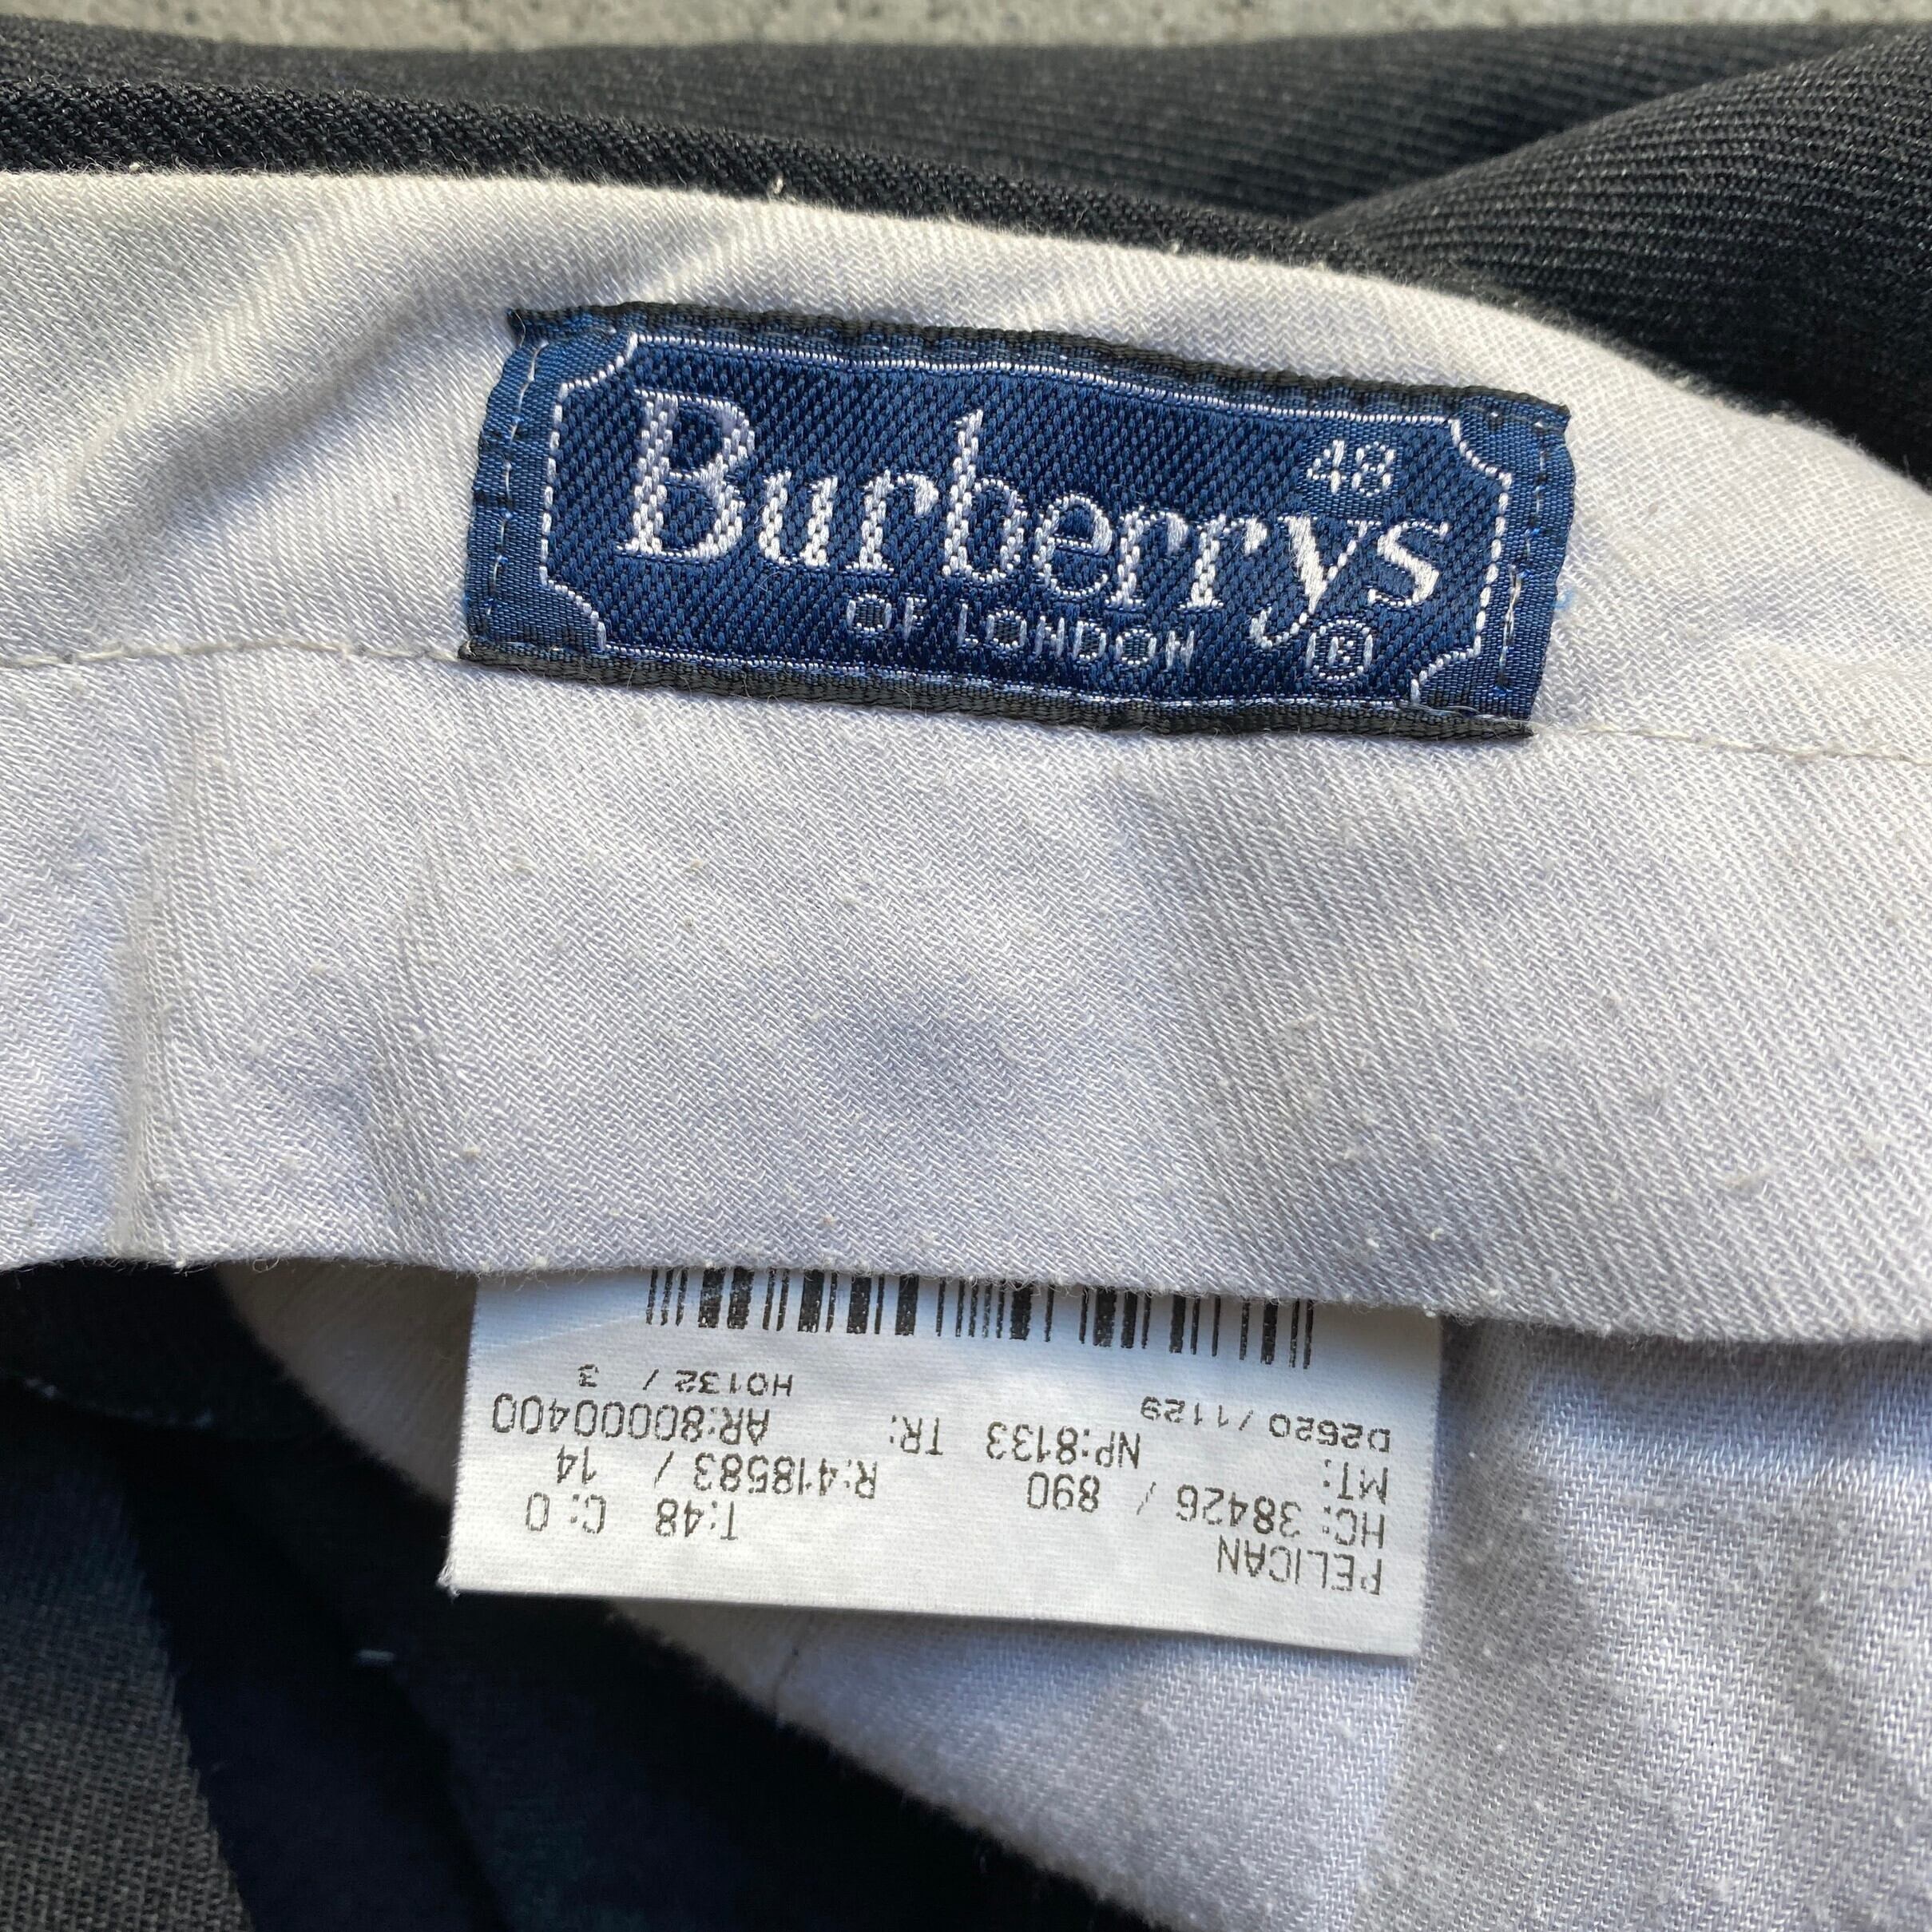 48
Burberrys
OF LONDON ®
PELICAN
HC: 38426 / 890 T:48 C: 0
MT: NP:8133 TR: R:418583 / 14
D2620 /1129 AR:80000400
H0132 / 3